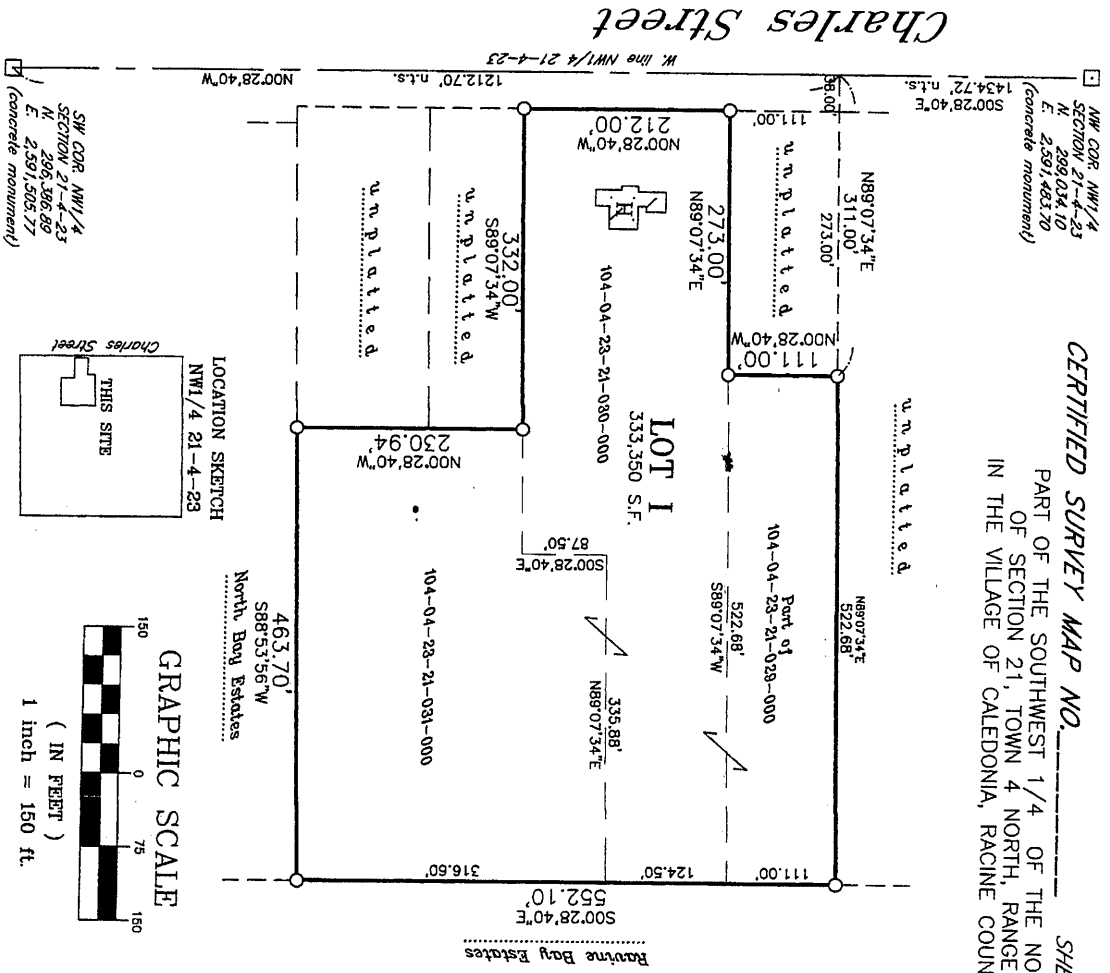 CERTIFIED SURVEY MAP NO.__________ SHE
PART OF THE SOUTHWEST 1/4 OF THE NO
OF SECTION 21, TOWN 4 NORTH, RANGE
IN THE VILLAGE OF CALEDONIA, RACINE COUN
NW COR. NW1/4
SECTION 21-4-23
N. 299,034.10
E. 2,591,483.70
(concrete monument)
S00°28'40"E
1434.72' n.t.s.
38.00'
N89°07'34"E
311.00'
273.00'
unplatted
N89°07'34"E
522.68'
Charles Street
W. line NW1/4 21-4-23
1212.70' n.t.s.
N00°28'40"W
111.00'
unplatted
N00°28'40"W
111.00'
273.00'
N89°07'34"E
N00°28'40"W
212.00'
H
104-04-23-21-030-000
LOT 1
333,350 S.F.
Part of
104-04-23-21-029-000
522.68'
S89°07'34"W
332.00'
S89°07'34"W
unplatted
unplatted
N00°28'40"W
230.94'
S00°28'40"E
87.50'
335.88'
N89°07'34"E
104-04-23-21-031-000
111.00'
124.50'
316.60'
552.10'
S00°28'40"E
Ravine Bay Estates
463.70'
S88°53'56"W
North Bay Estates
SW COR. NW1/4
SECTION 21-4-23
N. 296,386.89
E. 2,591,505.77
(concrete monument)
LOCATION SKETCH
NW1/4 21-4-23
THIS SITE
Charles Street
GRAPHIC SCALE
150
0
75
150
( IN FEET )
1 inch = 150 ft.